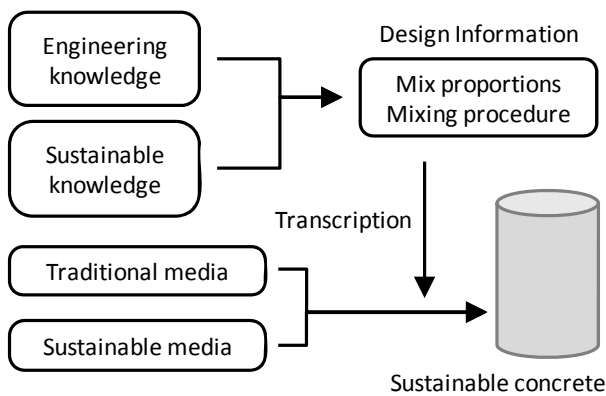 Engineering
knowledge
Sustainable
knowledge
Design Information
Mix proportions
Mixing procedure
Transcription
Traditional media
Sustainable media
Sustainable concrete